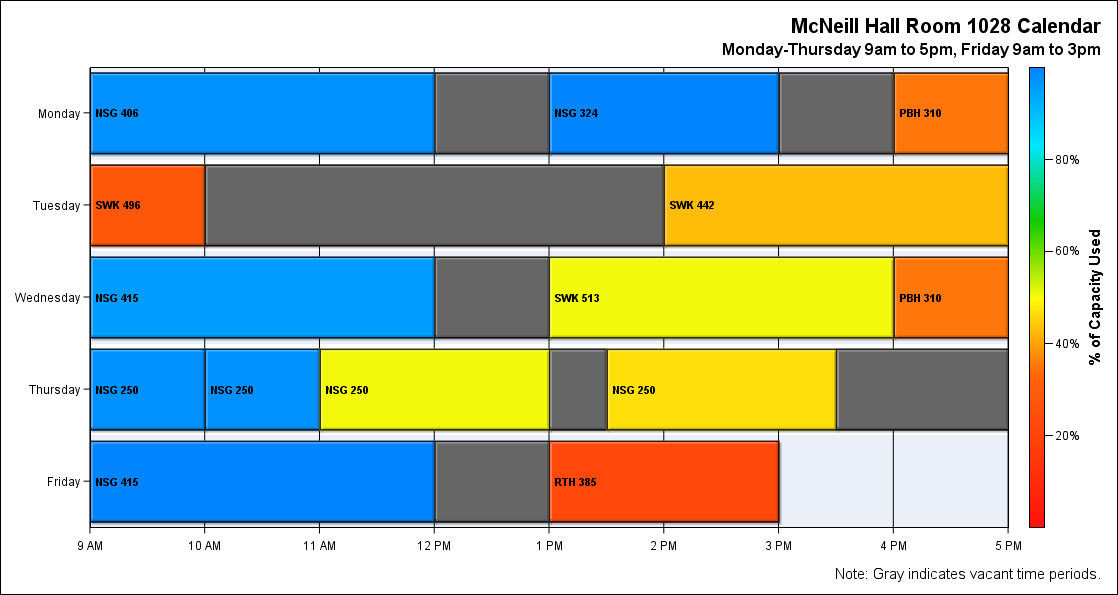 McNeill Hall Room 1028 Calendar
Monday-Thursday 9am to 5pm, Friday 9am to 3pm
Monday
NSG 406
NSG 324
PBH 310
Tuesday
SWK 496
SWK 442
Wednesday
NSG 415
SWK 513
PBH 310
Thursday
NSG 250
NSG 250
NSG 250
NSG 250
Friday
NSG 415
RTH 385
9 AM
10 AM
11 AM
12 PM
1 PM
2 PM
3 PM
4 PM
5 PM
80%
60%
40%
20%
% of Capacity Used
Note: Gray indicates vacant time periods.